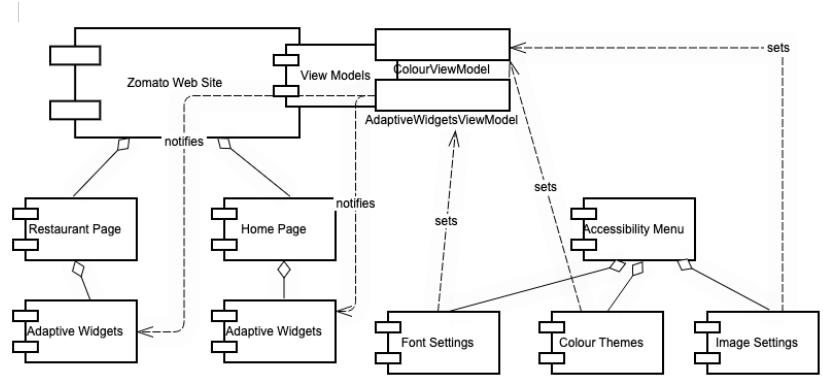 sets
ColourViewModel
View Models
Zomato Web Site
AdaptiveWidgetsViewModel
notifies
sets
notifies
sets
Restaurant Page
Home Page
Accessibility Menu
Adaptive Widgets
Adaptive Widgets
Font Settings
Colour Themes
Image Settings